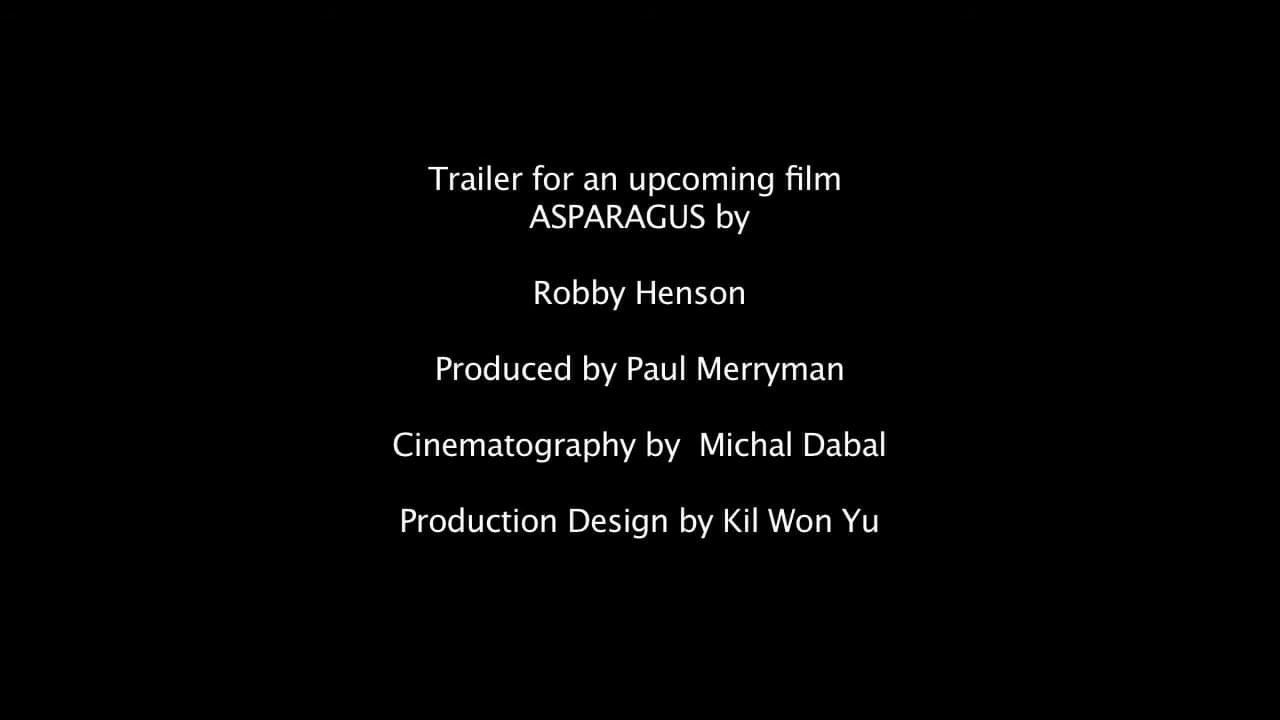 Trailer for an upcoming film
ASPARAGUS by
Robby Henson
Produced by Paul Merryman
Cinematography by  Michal Dabal
Production Design by Kil Won Yu